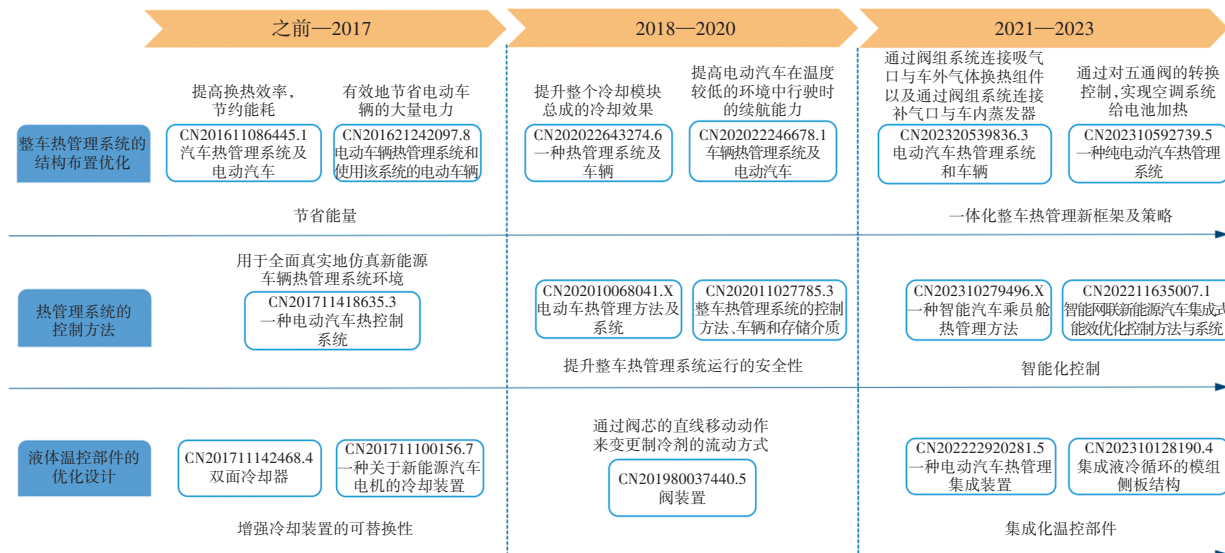 之前—2017
2018—2020
2021—2023
整车热管理系统的
结构布置优化
提高换热效率,
节约能耗
CN201611086445.1
汽车热管理系统及
电动汽车
有效地节省电动车
辆的大量电力
CN201621242097.8
电动车辆热管理系统和
使用该系统的电动车辆
节省能量
提升整个冷却模块
总成的冷却效果
CN202022643274.6
一种热管理系统及
车辆
提高电动汽车在温度
较低的环境中行驶时
的续航能力
CN202022246678.1
车辆热管理系统及
电动汽车
通过阀组系统连接吸气
口与车外气体换热组件
以及通过阀组系统连接
补气口与车内蒸发器
CN202320539836.3
电动汽车热管理系统
和车辆
通过对五通阀的转换
控制,实现空调系统
给电池加热
CN202310592739.5
一种纯电动汽车热管理
系统
一体化整车热管理新框架及策略
热管理系统的
控制方法
用于全面真实地仿真新能源
车辆热管理系统环境
CN201711418635.3
一种电动汽车热控制
系统
CN202010068041.X
电动车热管理方法及
系统
CN202011027785.3
整车热管理系统的控制
方法、车辆和存储介质
提升整车热管理系统运行的安全性
CN202310279496.X
一种智能汽车乘员舱
热管理方法
CN202211635007.1
智能网联新能源汽车集成式
能效优化控制方法与系统
智能化控制
液体温控部件的
优化设计
CN201711142468.4
双面冷却器
CN201711100156.7
一种关于新能源汽车
电机的冷却装置
增强冷却装置的可替换性
通过阀芯的直线移动动作
来变更制冷剂的流动方式
CN201980037440.5
阀装置
CN202222920281.5
一种电动汽车热管理
集成装置
CN202310128190.4
集成液冷循环的模组
侧板结构
集成化温控部件